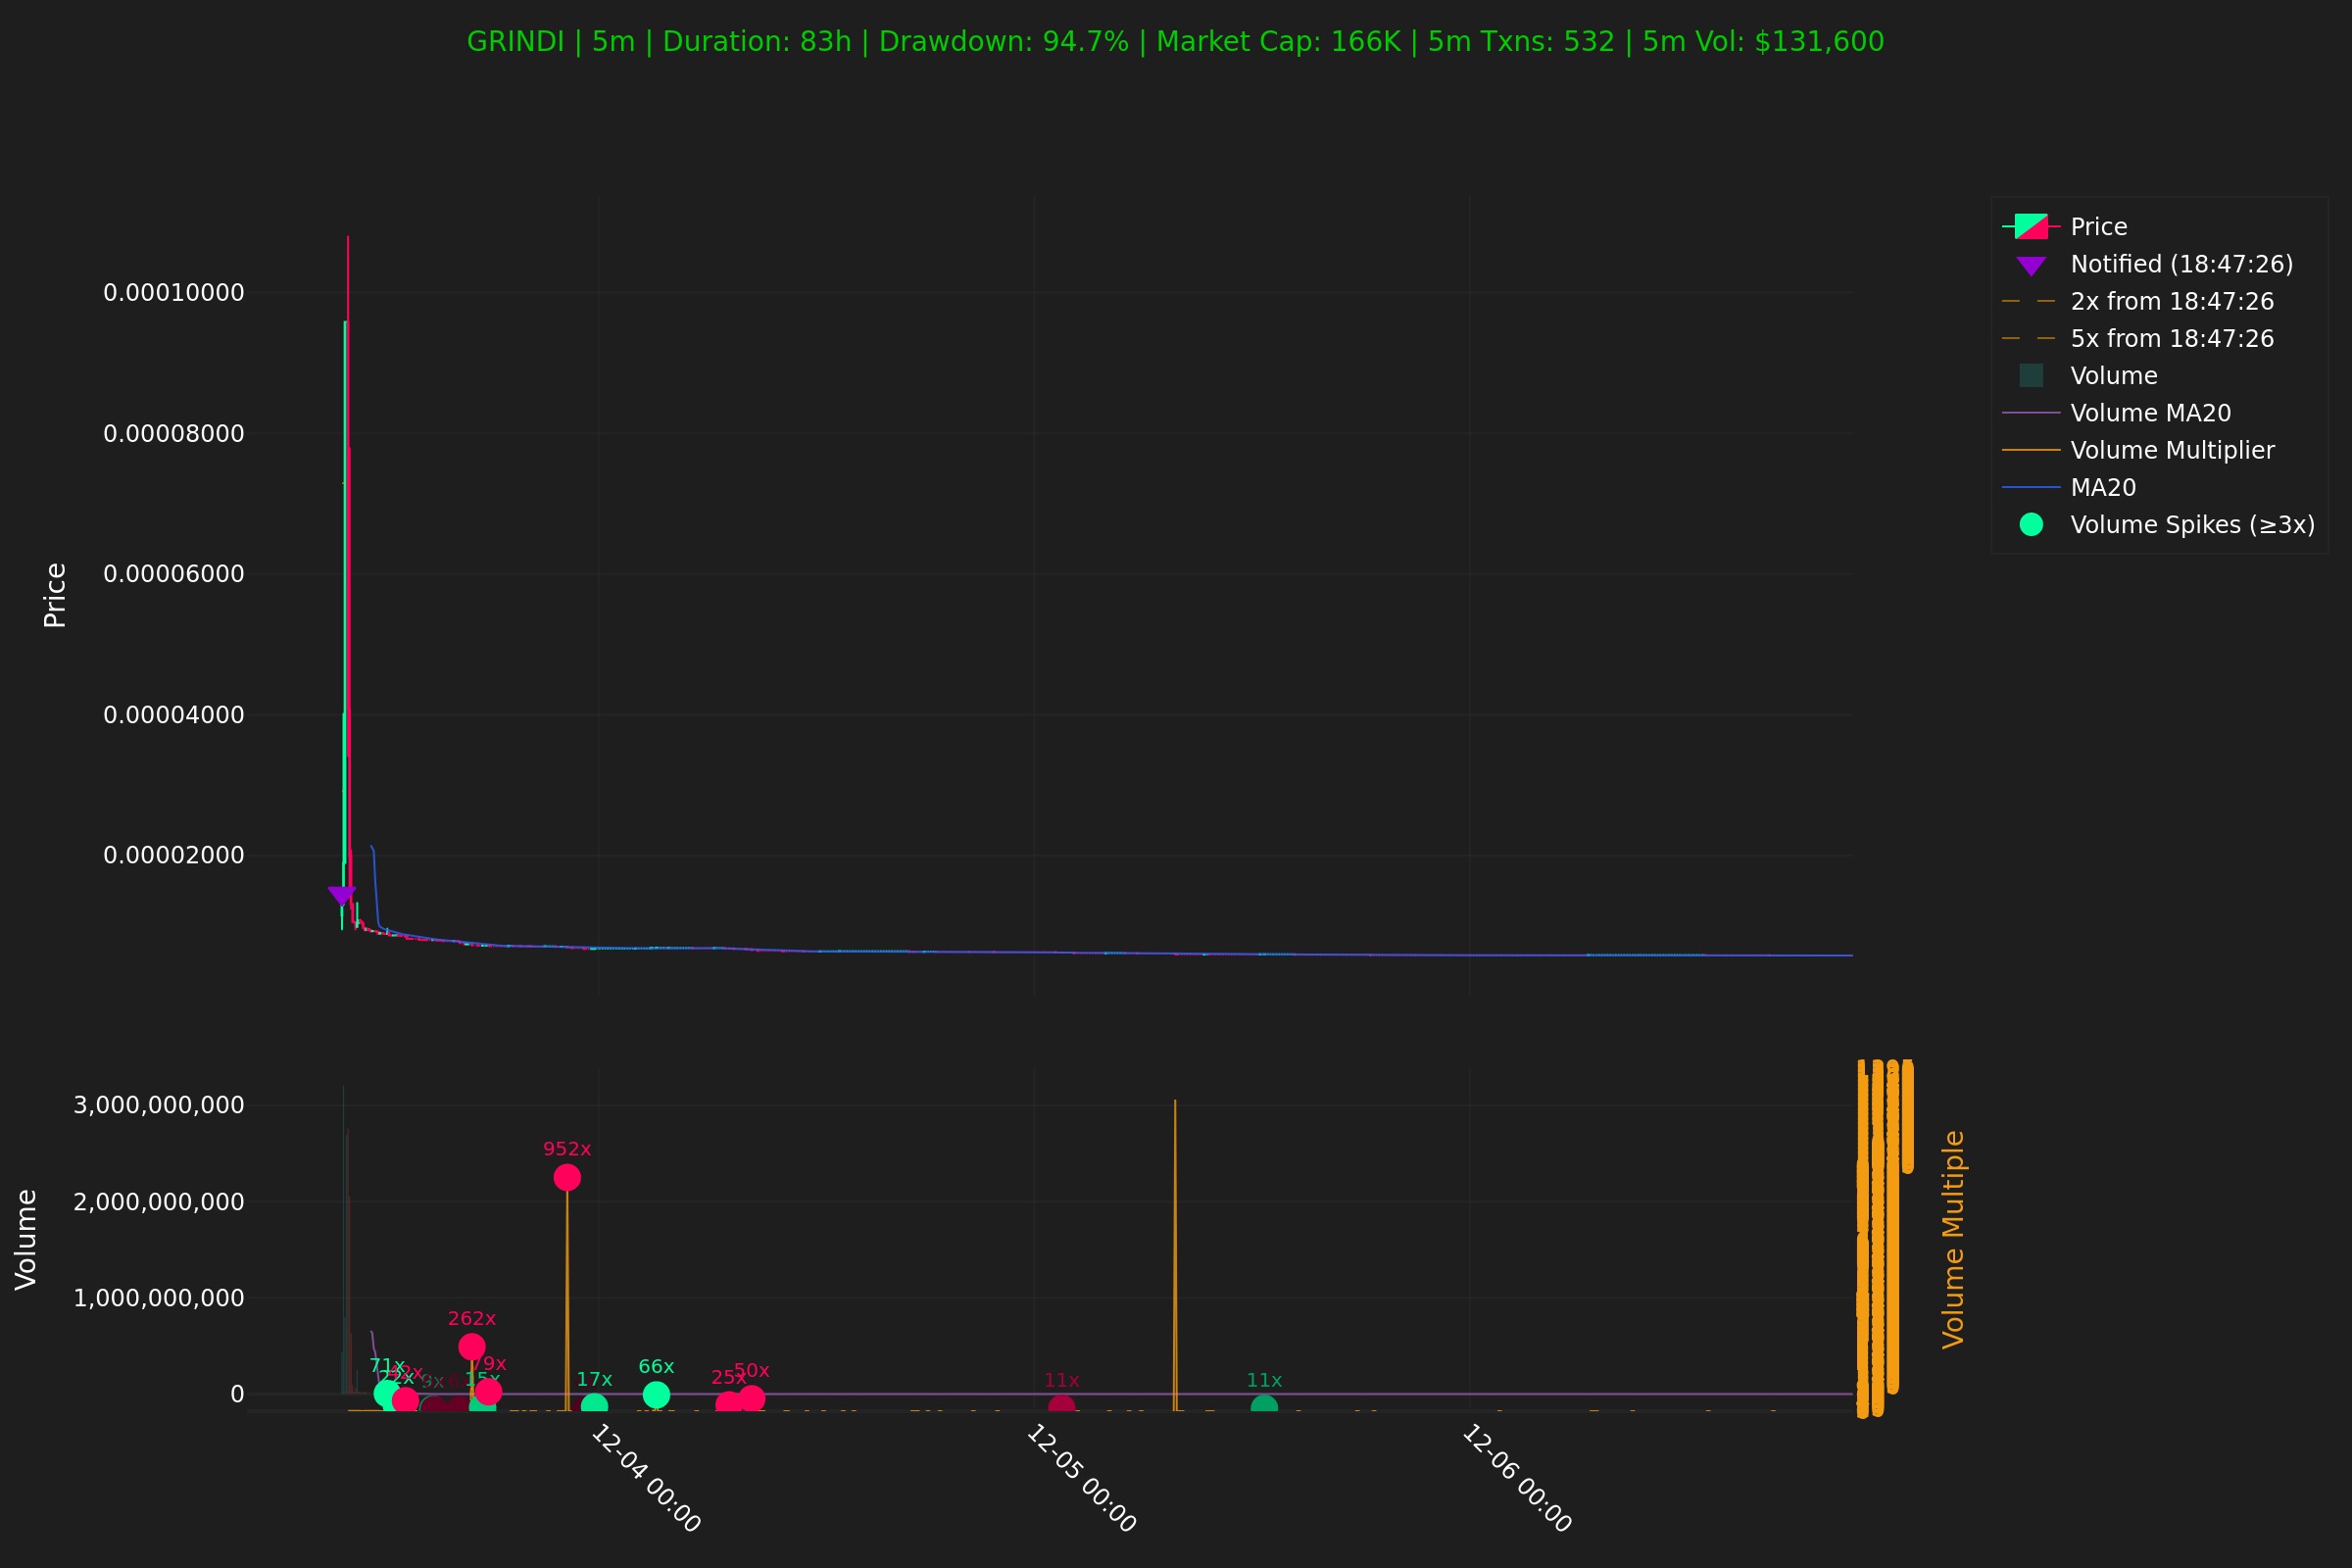 GRINDI | 5m | Duration: 83h | Drawdown: 94.7% | Market Cap: 166K | 5m Txns: 532 | 5m Vol: $131,600
Price
0.00010000
0.00008000
0.00006000
0.00004000
0.00002000
Price
Notified (18:47:26)
2x from 18:47:26
5x from 18:47:26
Volume
Volume MA20
Volume Multiplier
MA20
Volume Spikes (≥3x)
Volume
3,000,000,000
2,000,000,000
1,000,000,000
0
952x
262x
71x
22x
9x
15x
79x
17x
66x
25x
50x
11x
11x
Volume Multiple
12-04 00:00
12-05 00:00
12-06 00:00